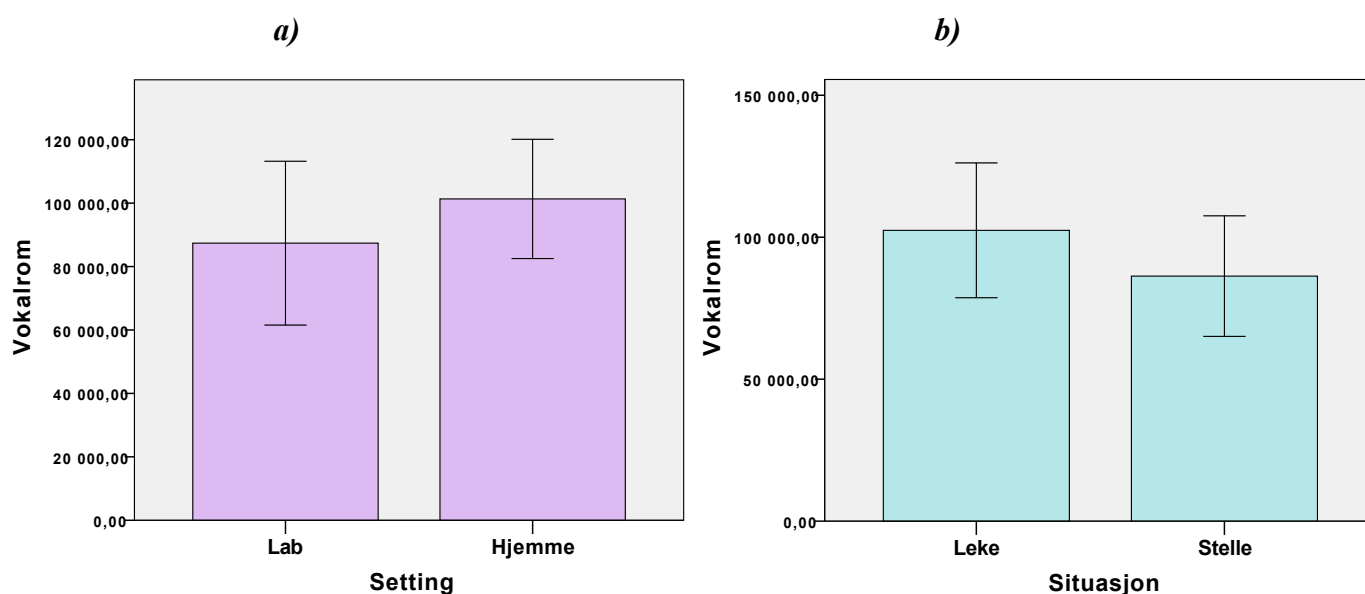 a)
120 000,00
100 000,00
80 000,00
60 000,00
40 000,00
20 000,00
0,00
Vokalrom
Lab
Hjemme
Setting
b)
150 000,00
100 000,00
50 000,00
0,00
Vokalrom
Leke
Stelle
Situasjon